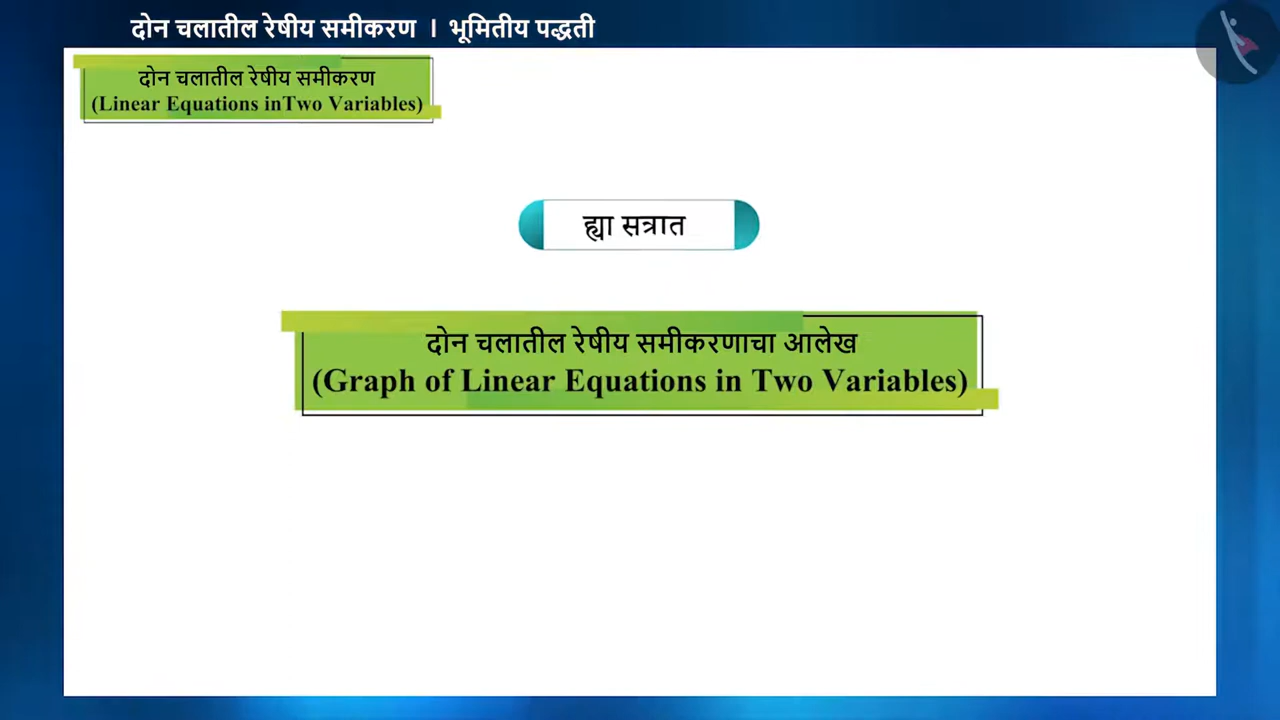 दोन चलातील रेषीय समीकरण । भूमितीय पद्धती
दोन चलातील रेषीय समीकरण
(Linear Equations inTwo Variables)
ह्या सत्रात
दोन चलातील रेषीय समीकरणाचा आलेख
(Graph of Linear Equations in Two Variables)